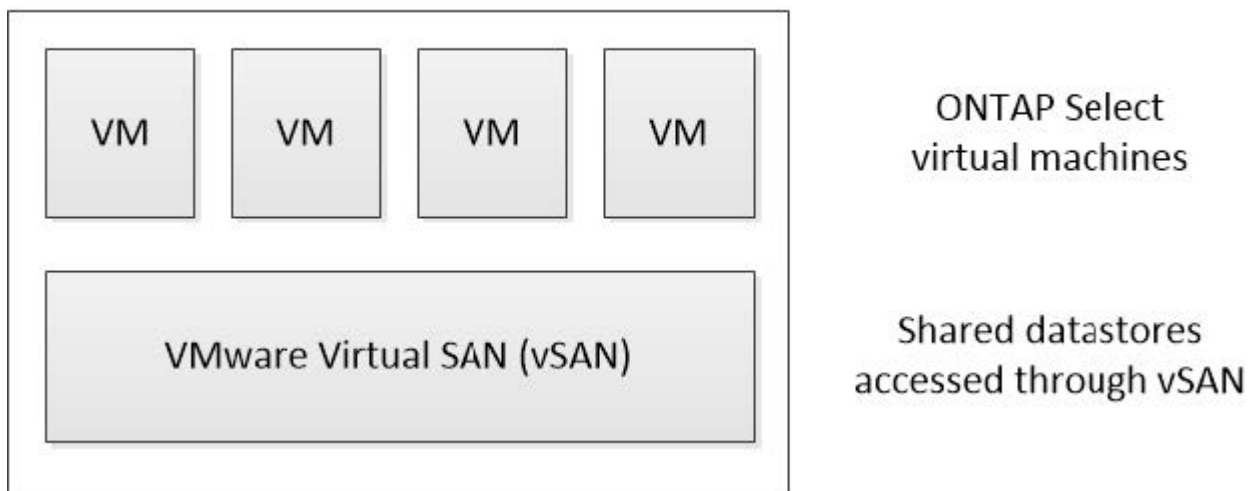 VM VM VM VM
ONTAP Select
virtual machines
VMware Virtual SAN (vSAN)
Shared datastores
accessed through vSAN